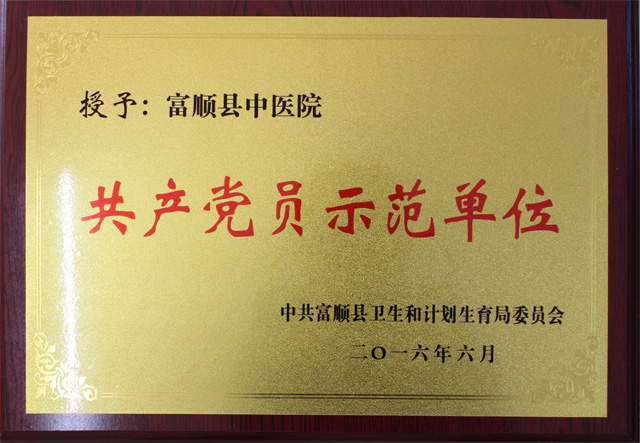 授予：富顺县中医院
共产党员示范单位
中共富顺县卫生和计划生育局委员会
二〇一六年六月